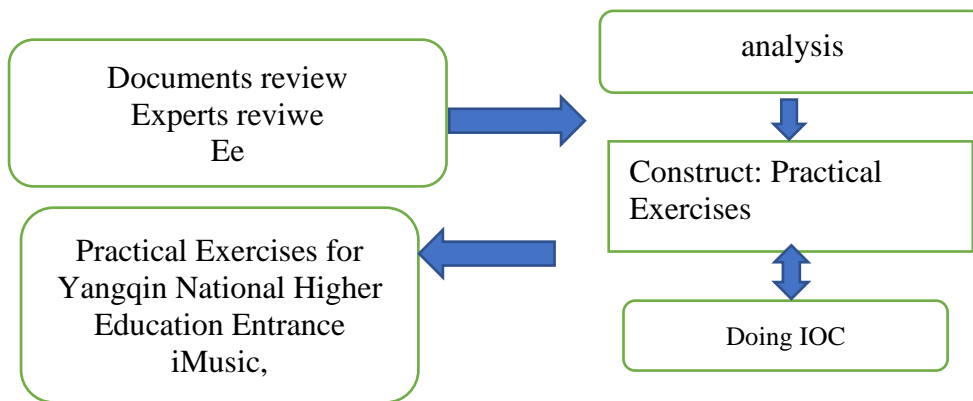 Documents review
Experts reviwe
Ee
analysis
Construct: Practical
Exercises
Doing IOC
Practical Exercises for
Yangqin National Higher
Education Entrance
iMusic,